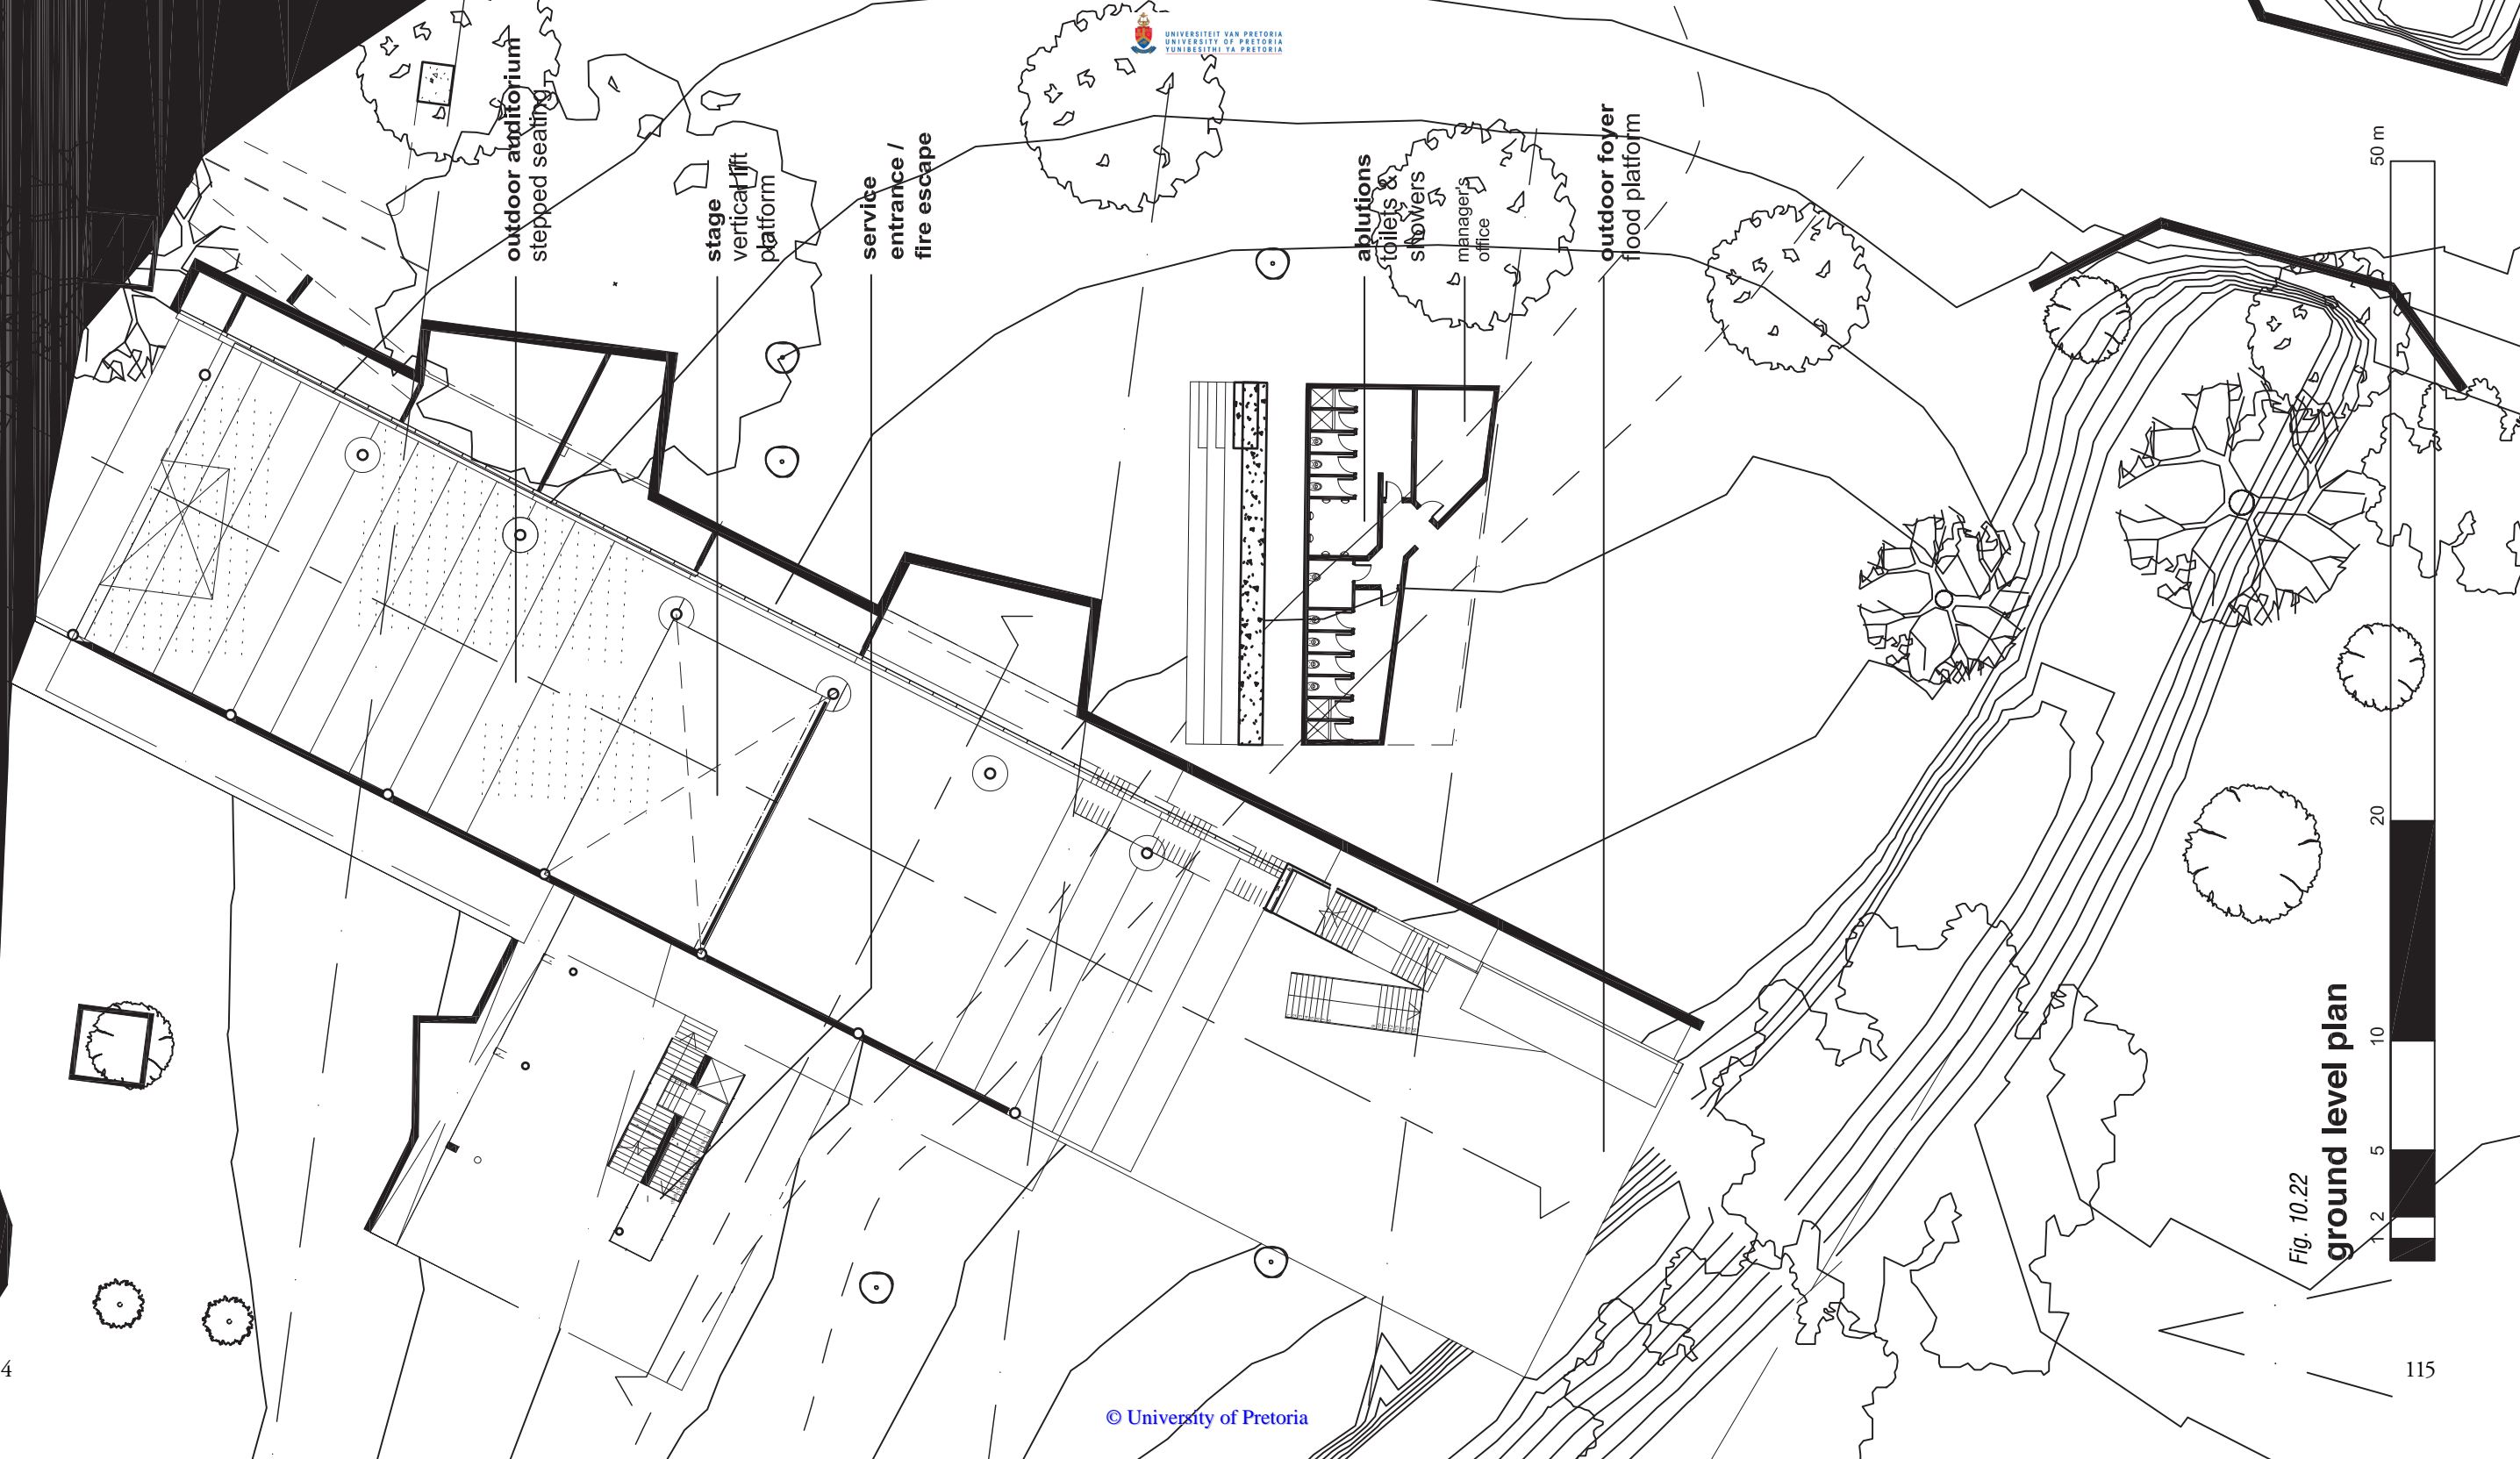 UNIVERSITEIT VAN PRETORIA
UNIVERSITY OF PRETORIA
YUNIBESITHI YA PRETORIA
outdoor auditorium
stepped seating
stage
vertical lift
platform
service
entrance /
fire escape
ablutions
toilets &
showers
manager's
office
outdoor foyer
flood platform
Fig. 10.22
ground level plan
1
2
5
10
20
50 m
4
115
© University of Pretoria